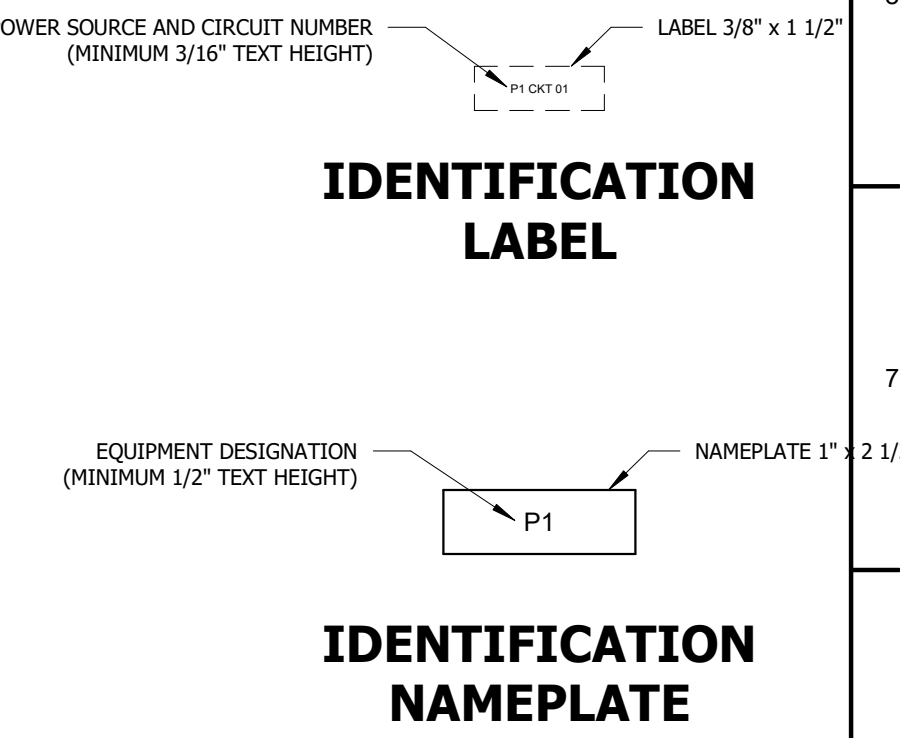 OWER SOURCE AND CIRCUIT NUMBER
(MINIMUM 3/16" TEXT HEIGHT)
LABEL 3/8" x 1 1/2"
P1 CKT 01
IDENTIFICATION
LABEL
7
EQUIPMENT DESIGNATION
(MINIMUM 1/2" TEXT HEIGHT)
NAMEPLATE 1" x 2 1/
P1
IDENTIFICATION
NAMEPLATE